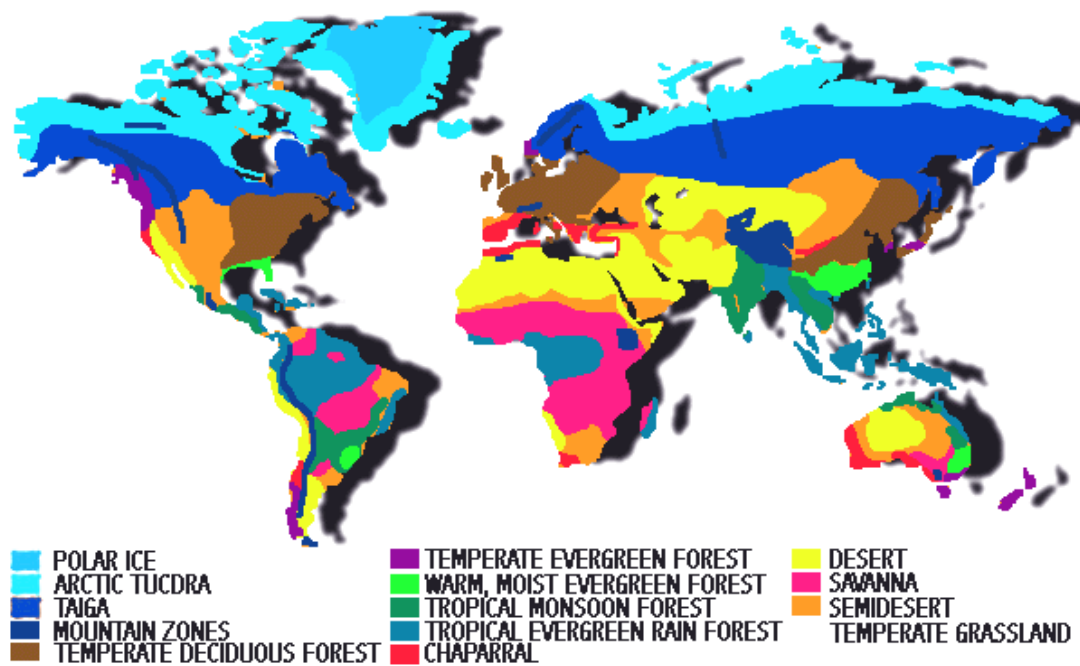 POLAR ICE
ARCTIC TUCDRA
TAIGA
MOUNTAIN ZONES
TEMPERATE DECIDUOUS FOREST
TEMPERATE EVERGREEN FOREST
WARM, MOIST EVERGREEN FOREST
TROPICAL MONSOON FOREST
TROPICAL EVERGREEN RAIN FOREST
CHAPARRAL
DESERT
SAVANNA
SEMIDESERT
TEMPERATE GRASSLAND